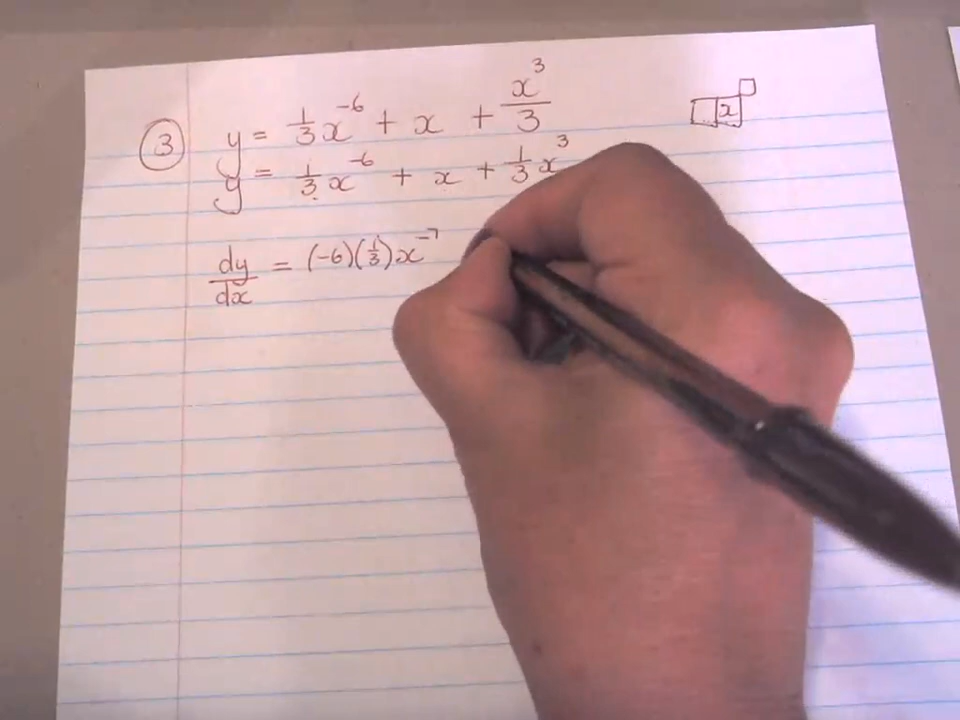 ③ y = 1/3 x^-6 + x + x^3/3
y = 1/3 x^-6 + x + 1/3 x^3
dy/dx = (-6)(1/3)x^-7
x